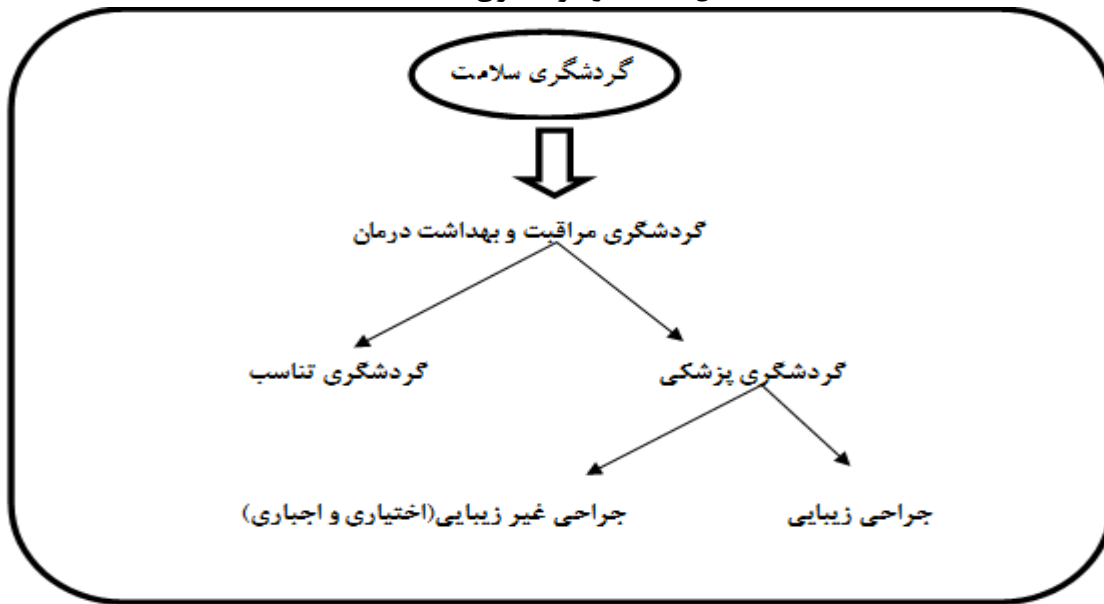 گردشگری سلامت
گردشگری مراقبت و بهداشت درمان
گردشگری پزشکی
گردشگری تناسب
جراحی زیبایی
جراحی غیر زیبایی(اختیاری و اجباری)